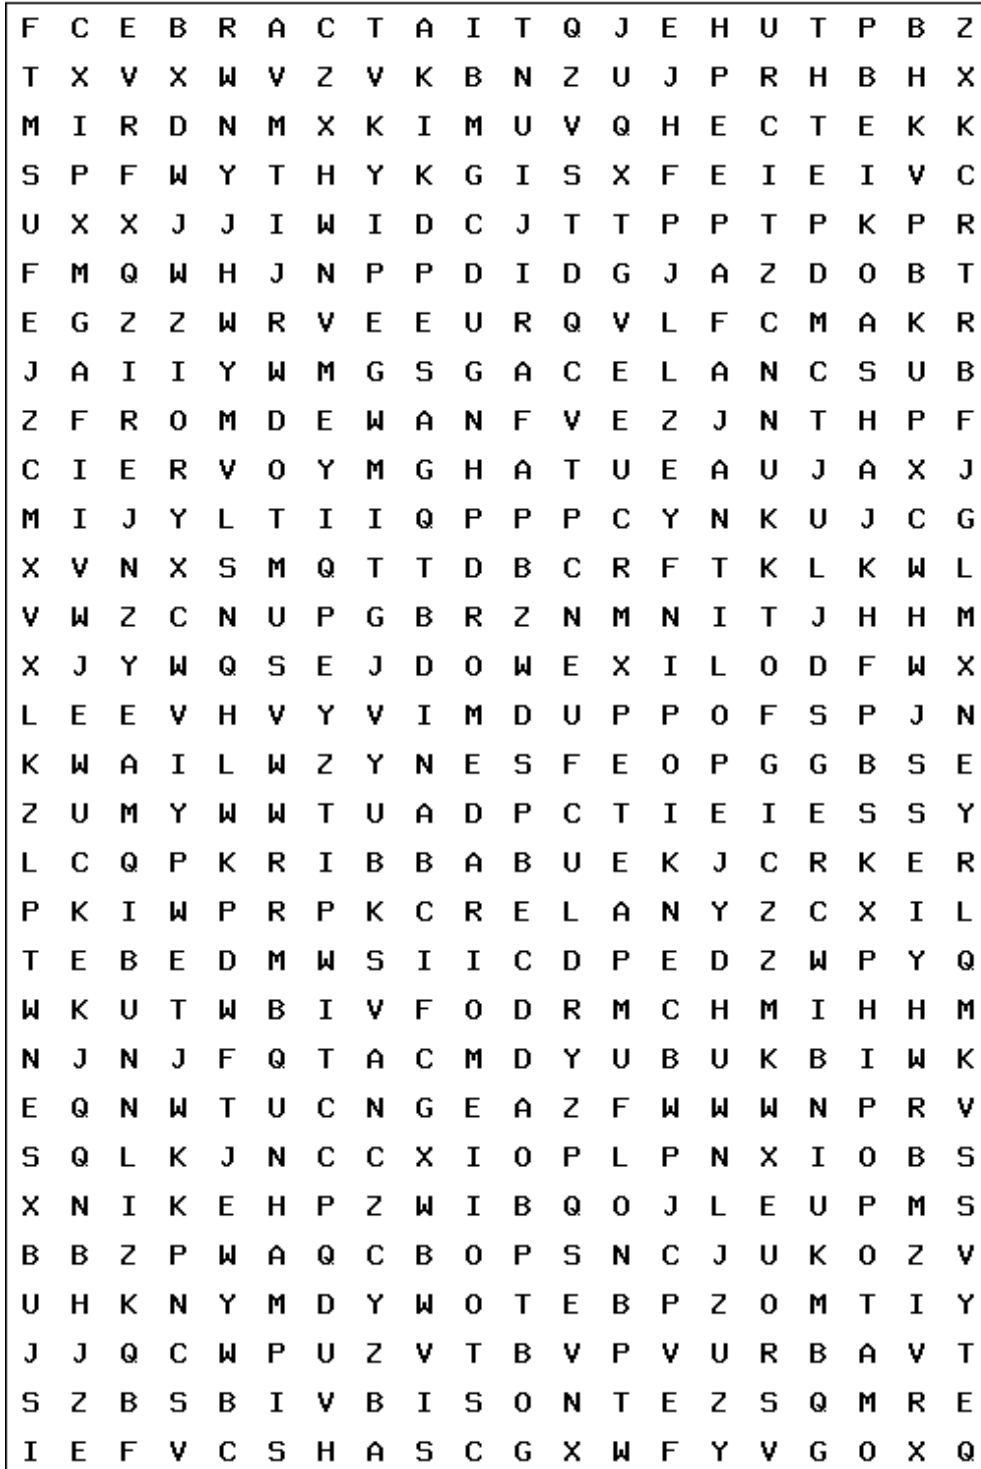 F C E B R A C T A I T Q J E H U T P B Z
T X V X W V Z V K B N Z U J P R H B H X
M I R D N M X K I M U V Q H E C T E K K
S P F W Y T H Y K G I S X F E I E I V C
U X X J J I W I D C J T T P P T P K P R
F M Q W H J N P P D I D G J A Z D O B T
E G Z Z W R V E E U R Q V L F C M A K R
J A I I Y W M G S G A C E L A N C S U B
Z F R O M D E W A N F V E Z J N T H P F
C I E R V O Y M G H A T U E A U J A X J
M I J Y L T I I Q P P P C Y N K U J C G
X V N X S M Q T T D B C R F T K L K W L
V W Z C N U P G B R Z N M N I T J H H M
X J Y W Q S E J D O W E X I L O D F W X
L E E V H V Y V I M D U P P O F S P J N
K W A I L W Z Y N E S F E O P G G B S E
Z U M Y W W T U A D P C T I E I E S S Y
L C Q P K R I B B A B U E K J C R K E R
P K I W P R P K C R E L A N Y Z C X I L
T E B E D M W S I I C D P E D Z W P Y Q
W K U T W B I V F O D R M C H M I H H M
N J N J F Q T A C M D Y U B U K B I W K
E Q N W T U C N G E A Z F W W W N P R V
S Q L K J N C C X I O P L P N X I O B S
X N I K E H P Z W I B Q O J L E U P M S
B B Z P W A Q C B O P S N C J U K O Z V
U H K N Y M D Y W O T E B P Z O M T I Y
J J Q C W P U Z V T B V P V U R B A V T
S Z B S B I V B I S O N T E Z S Q M R E
I E F V C S H A S C G X W F Y V G O X Q